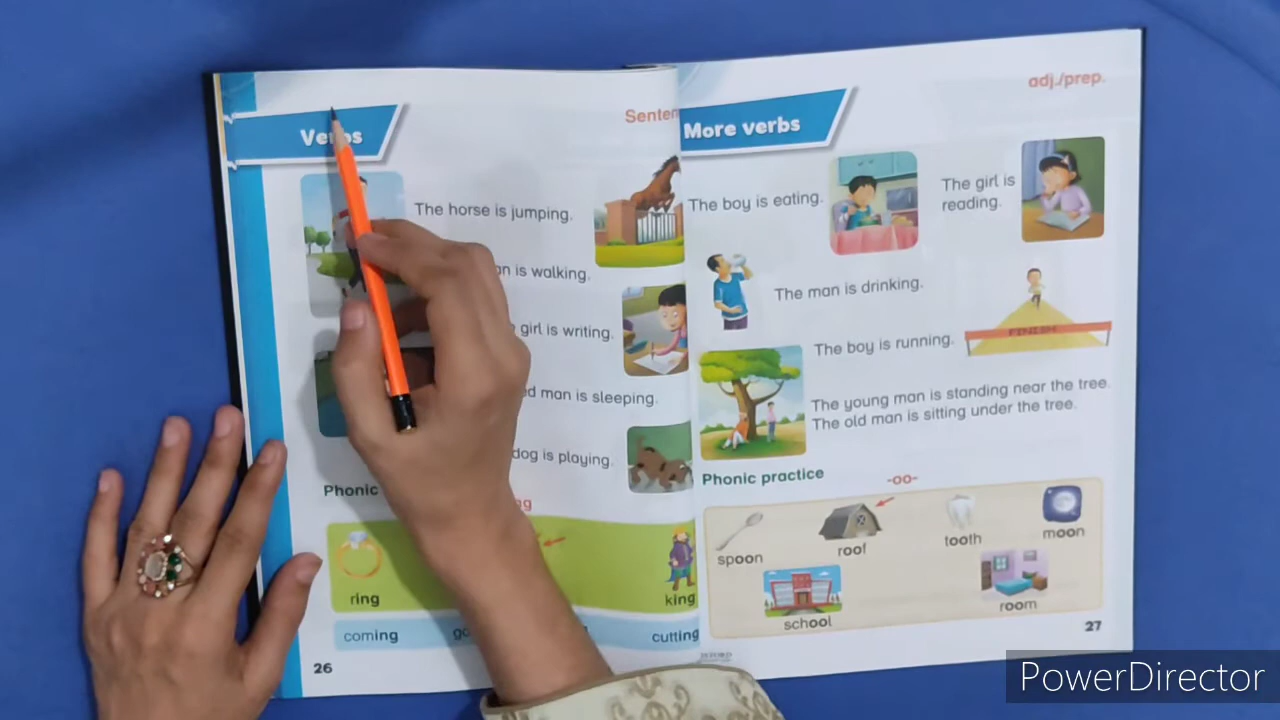 Verbs
The horse is jumping.
is walking.
girl is writing.
man is sleeping.
dog is playing.
Phonic
ring
king
coming
cutting
26
More verbs
adj./prep.
The boy is eating.
The girl is
reading.
The man is drinking.
FINISH
The boy is running.
The young man is standing near the tree.
The old man is sitting under the tree.
Phonic practice
-oo-
spoon
roof
tooth
moon
school
room
27
PowerDirector